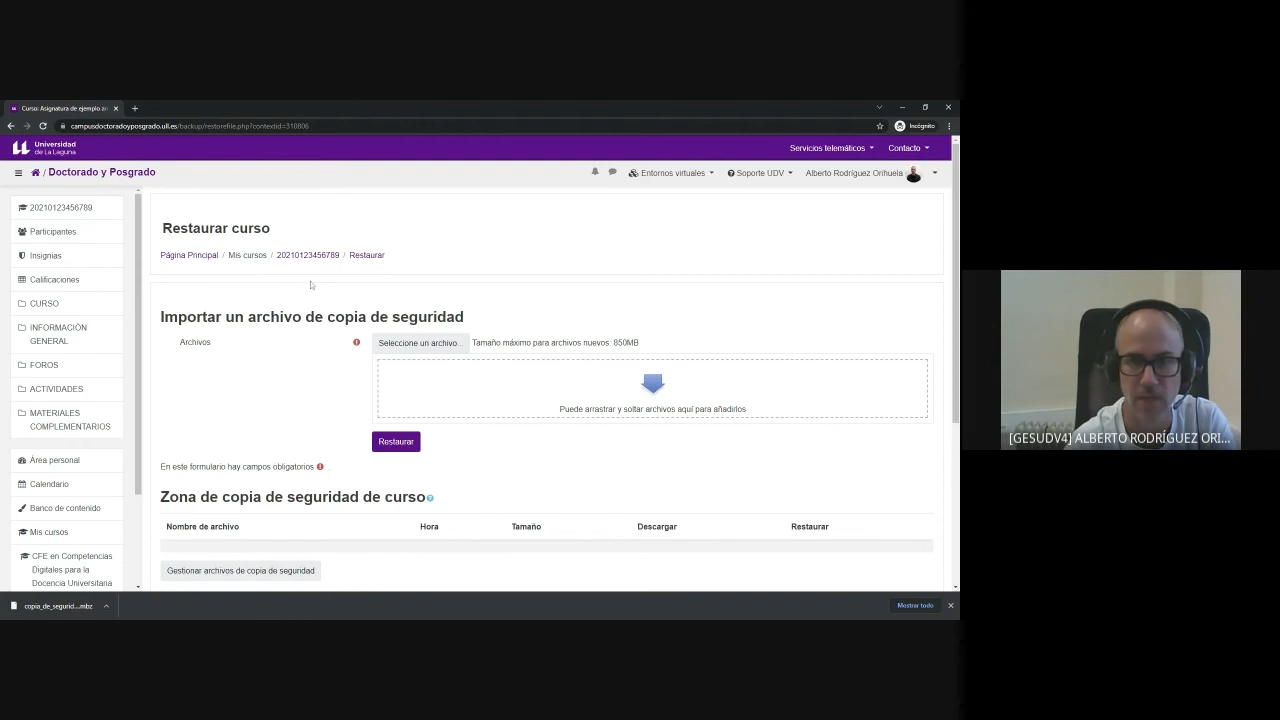 Curso: Asignatura de ejemplo an
campusdoctoradoyposgrado.ull.es/backup/restorefile.php?contextid=310806
Incógnito
Universidad
de La Laguna
Servicios telemáticos
Contacto
/ Doctorado y Posgrado
Entornos virtuales
Soporte UDV
Alberto Rodríguez Orihuela
20210123456789
Participantes
Insignias
Calificaciones
CURSO
INFORMACIÓN
GENERAL
FOROS
ACTIVIDADES
MATERIALES
COMPLEMENTARIOS
Área personal
Calendario
Banco de contenido
Mis cursos
CFE en Competencias
Digitales para la
Docencia Universitaria
Restaurar curso
Página Principal / Mis cursos / 20210123456789 / Restaurar
Importar un archivo de copia de seguridad
Archivos
Seleccione un archivo... Tamaño máximo para archivos nuevos: 850MB
Puede arrastrar y soltar archivos aquí para añadirlos
Restaurar
En este formulario hay campos obligatorios
Zona de copia de seguridad de curso
Nombre de archivo Hora Tamaño Descargar Restaurar
Gestionar archivos de copia de seguridad
copia_de_segurid....mbz
Mostrar todo
[GESUDV4] ALBERTO RODRÍGUEZ ORI...